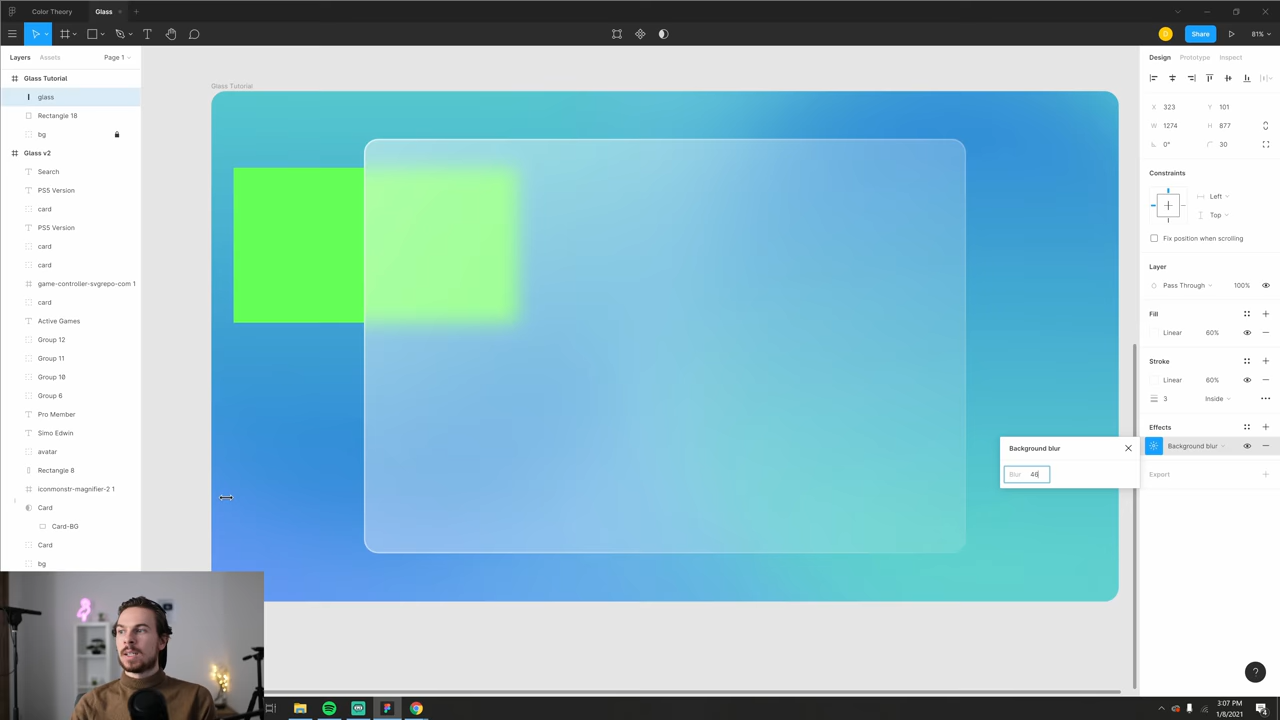 Color Theory
Glass
Share
81%
Layers
Assets
Page 1
Glass Tutorial
glass
Rectangle 18
bg
Glass v2
Search
PS5 Version
card
PS5 Version
card
card
game-controller-svgrepo-com 1
card
Active Games
Group 12
Group 11
Group 10
Group 6
Pro Member
Simo Edwin
avatar
Rectangle 8
iconmonstr-magnifier-2 1
Card
Card-BG
Card
bg
Glass Tutorial
Background blur
Blur 46
Design
Prototype
Inspect
X 323 Y 101
W 1274 H 877
0° 30
Constraints
Left
Top
Fix position when scrolling
Layer
Pass Through 100%
Fill
Linear 60%
Stroke
Linear 60%
3 Inside
Effects
Background blur
Export
?
3:07 PM
1/8/2021
4